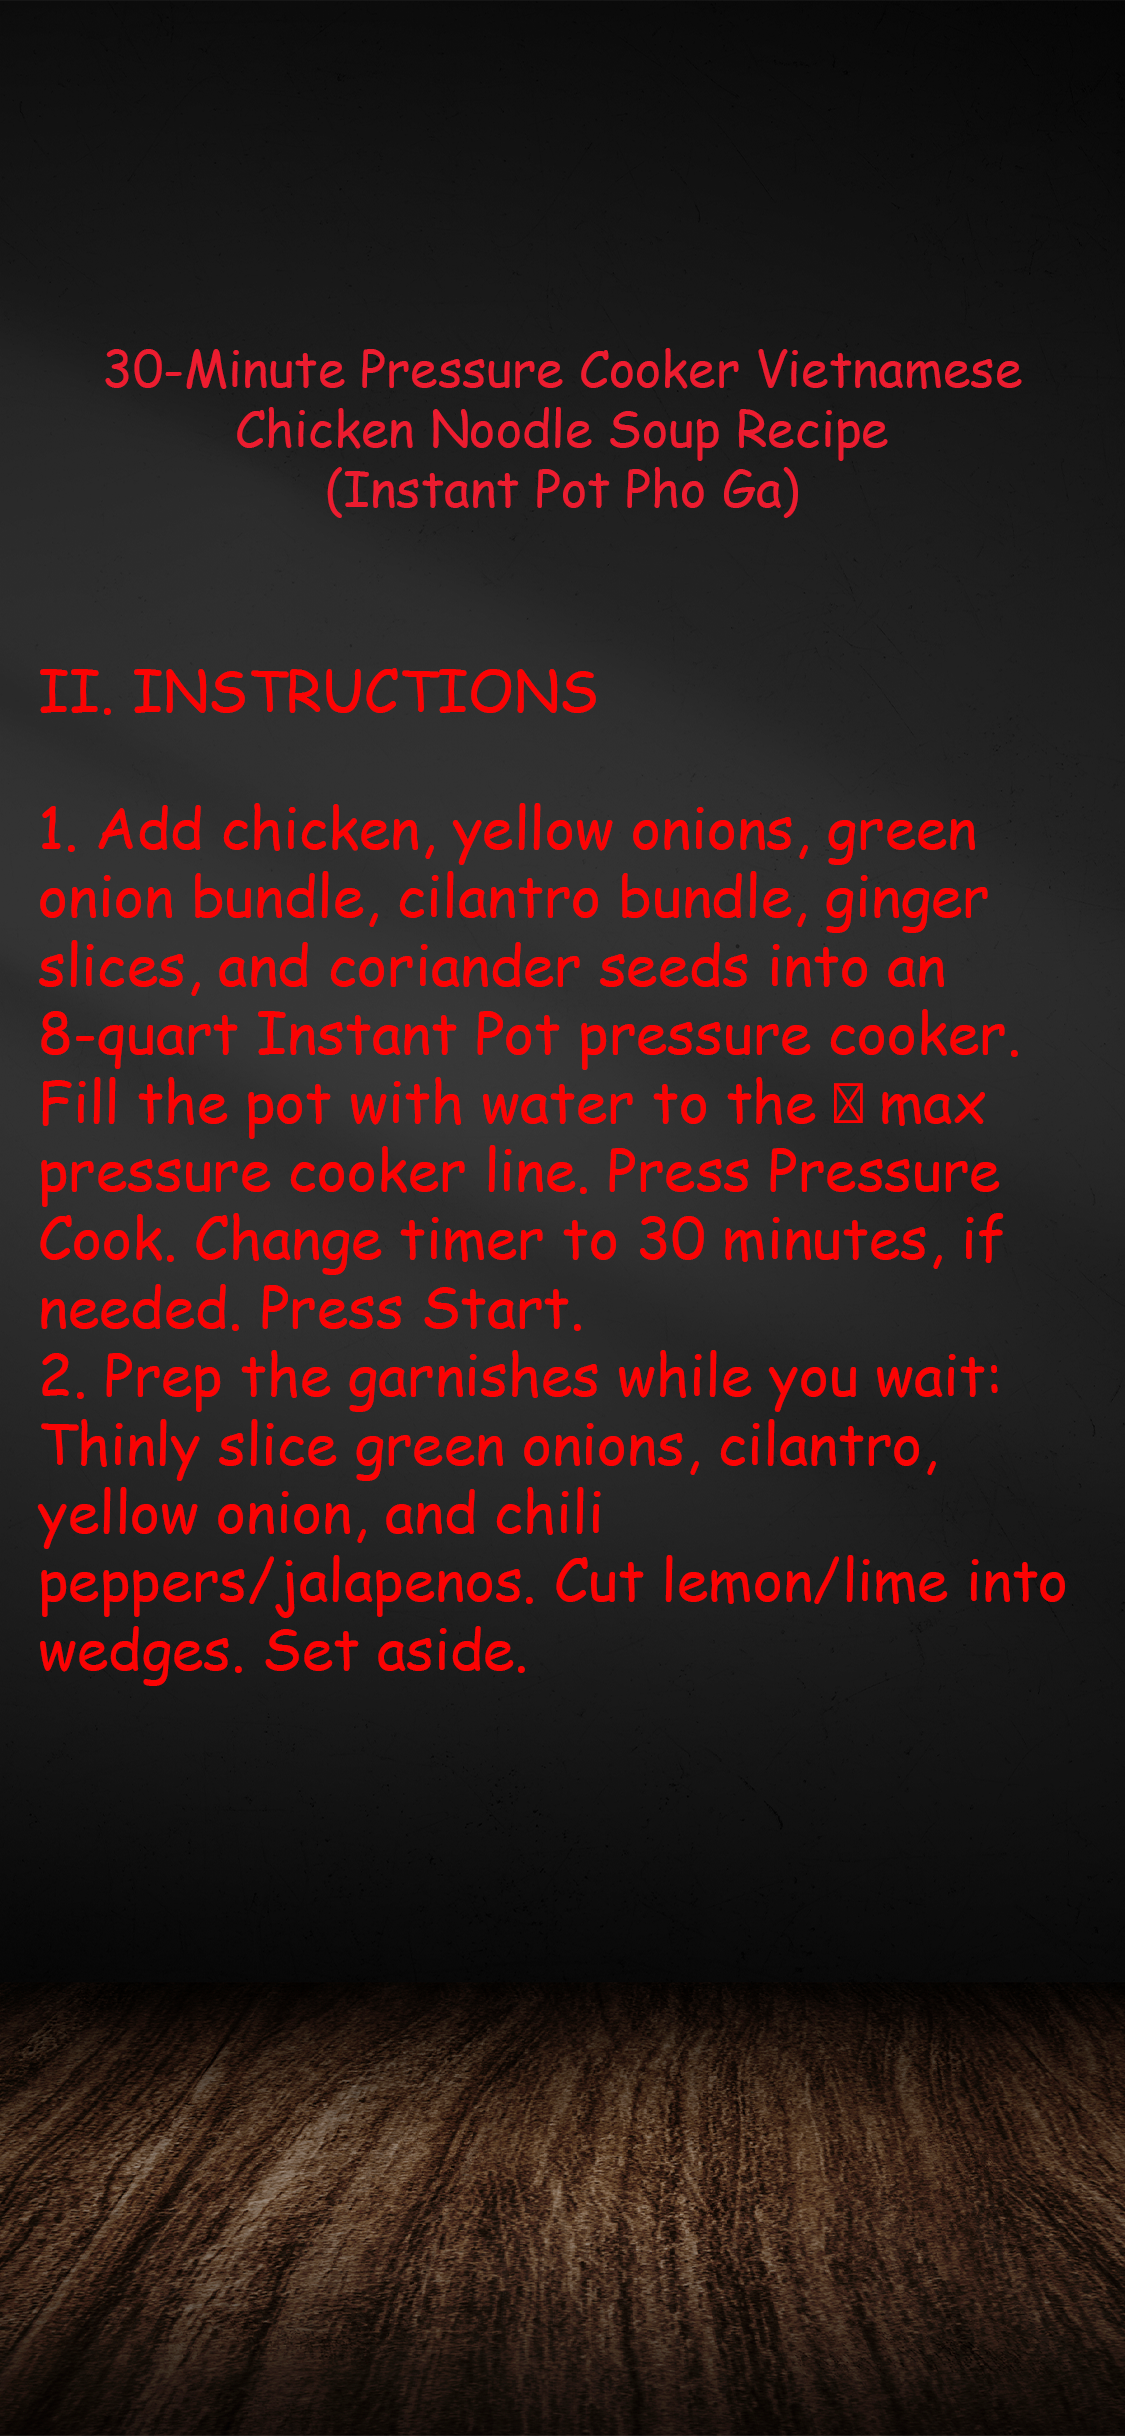 30-Minute Pressure Cooker Vietnamese
Chicken Noodle Soup Recipe
(Instant Pot Pho Ga)
II. INSTRUCTIONS
1. Add chicken, yellow onions, green
onion bundle, cilantro bundle, ginger
slices, and coriander seeds into an
8-quart Instant Pot pressure cooker.
Fill the pot with water to the max
pressure cooker line. Press Pressure
Cook. Change timer to 30 minutes, if
needed. Press Start.
2. Prep the garnishes while you wait:
Thinly slice green onions, cilantro,
yellow onion, and chili
peppers/jalapenos. Cut lemon/lime into
wedges. Set aside.